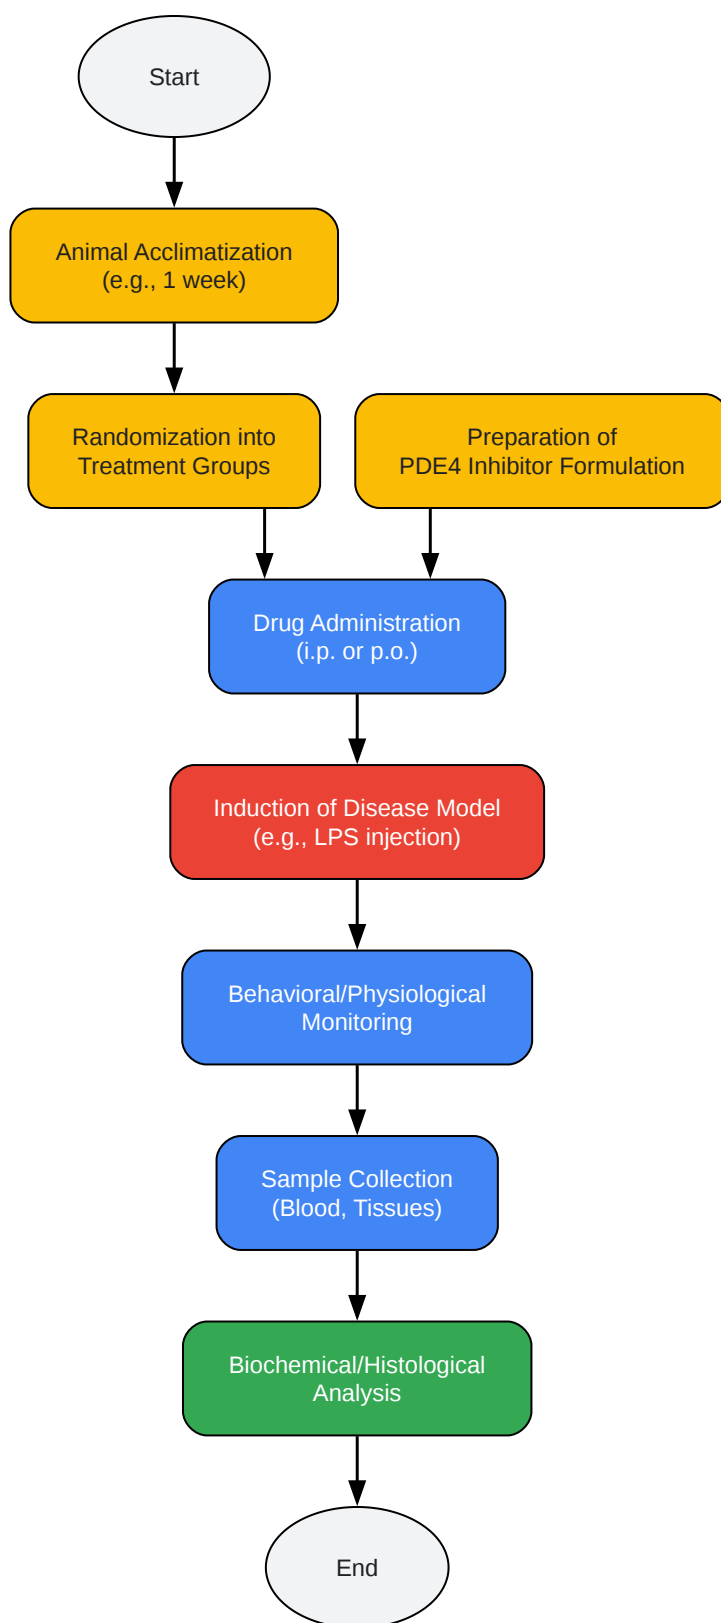 Start
Animal Acclimatization
(e.g., 1 week)
Randomization into
Treatment Groups
Preparation of
PDE4 Inhibitor Formulation
Drug Administration
(i.p. or p.o.)
Induction of Disease Model
(e.g., LPS injection)
Behavioral/Physiological
Monitoring
Sample Collection
(Blood, Tissues)
Biochemical/Histological
Analysis
End